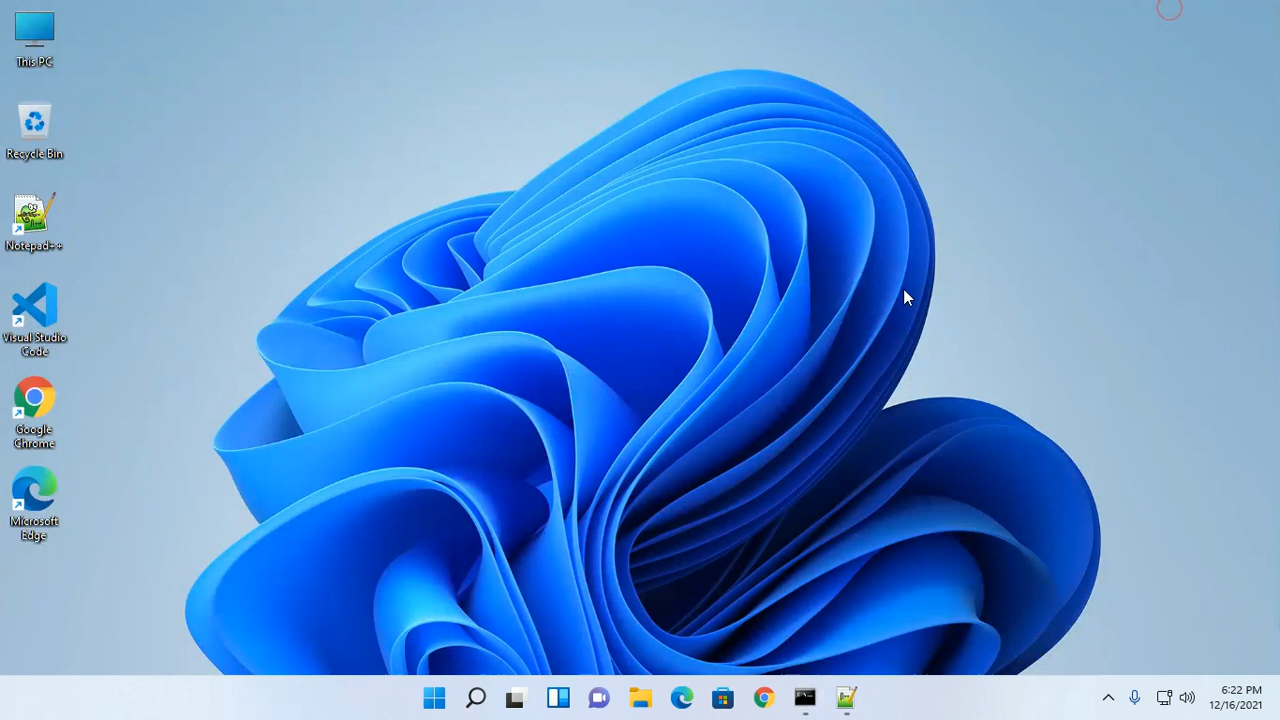 This PC
Recycle Bin
Notepad++
Visual Studio
Code
Google
Chrome
Microsoft
Edge
6:22 PM
12/16/2021